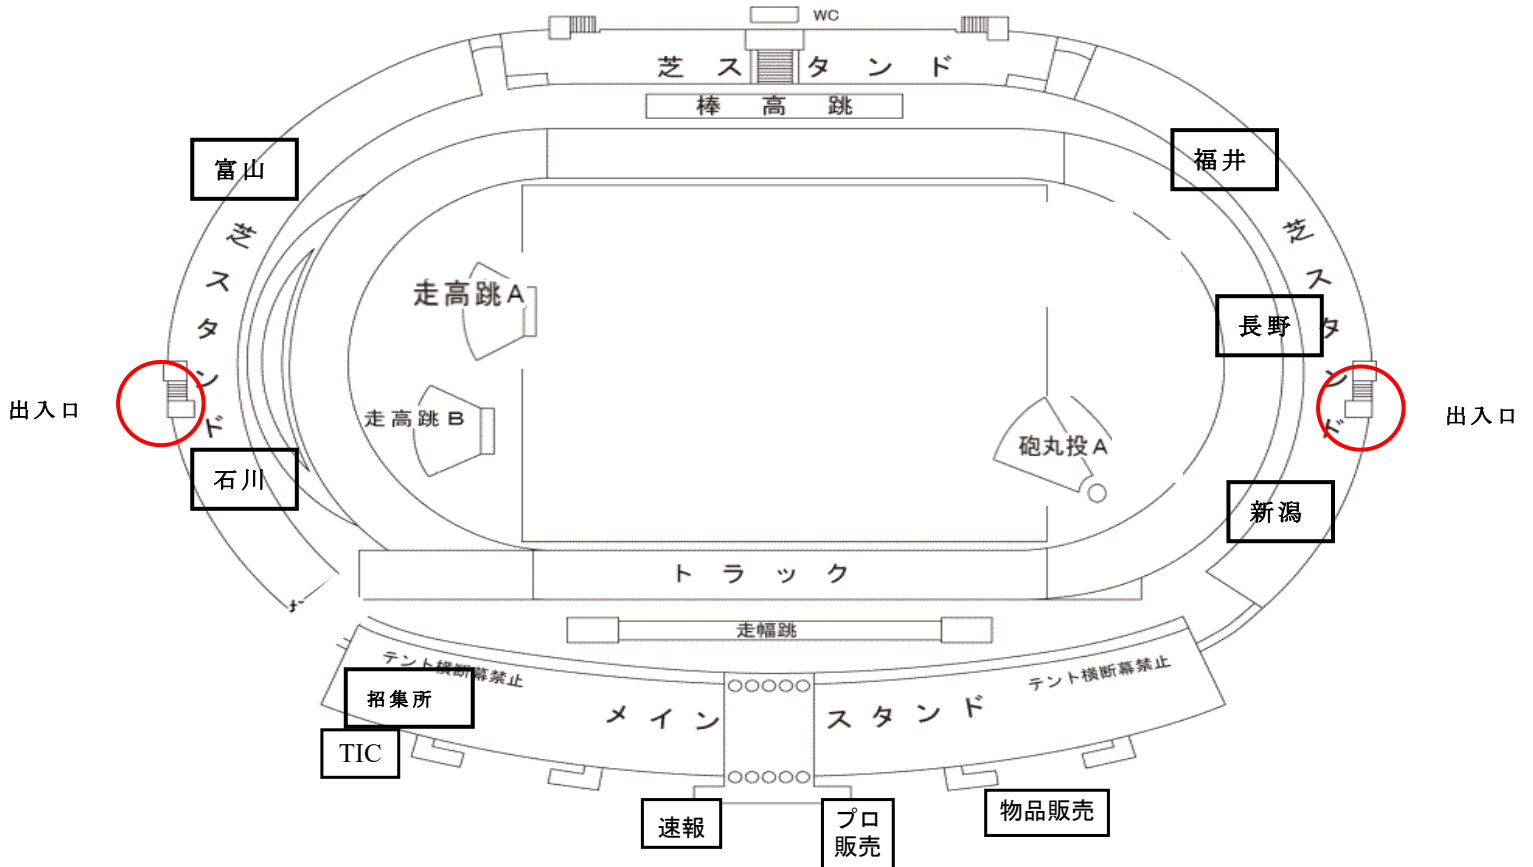 WC
芝スタンド
棒高跳
富山
福井
芝スタンド
芝スタンド
走高跳A
長野
出入口
出入口
走高跳B
砲丸投A
石川
新潟
トラック
走幅跳
テント横断幕禁止
テント横断幕禁止
招集所
メインスタンド
TIC
速報
プロ
販売
物品販売